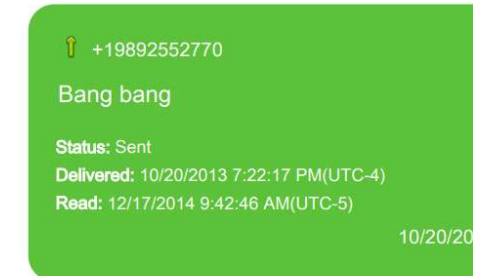 +19892552770
Bang bang
Status: Sent
Delivered: 10/20/2013 7:22:17 PM(UTC-4)
Read: 12/17/2014 9:42:46 AM(UTC-5)
10/20/20